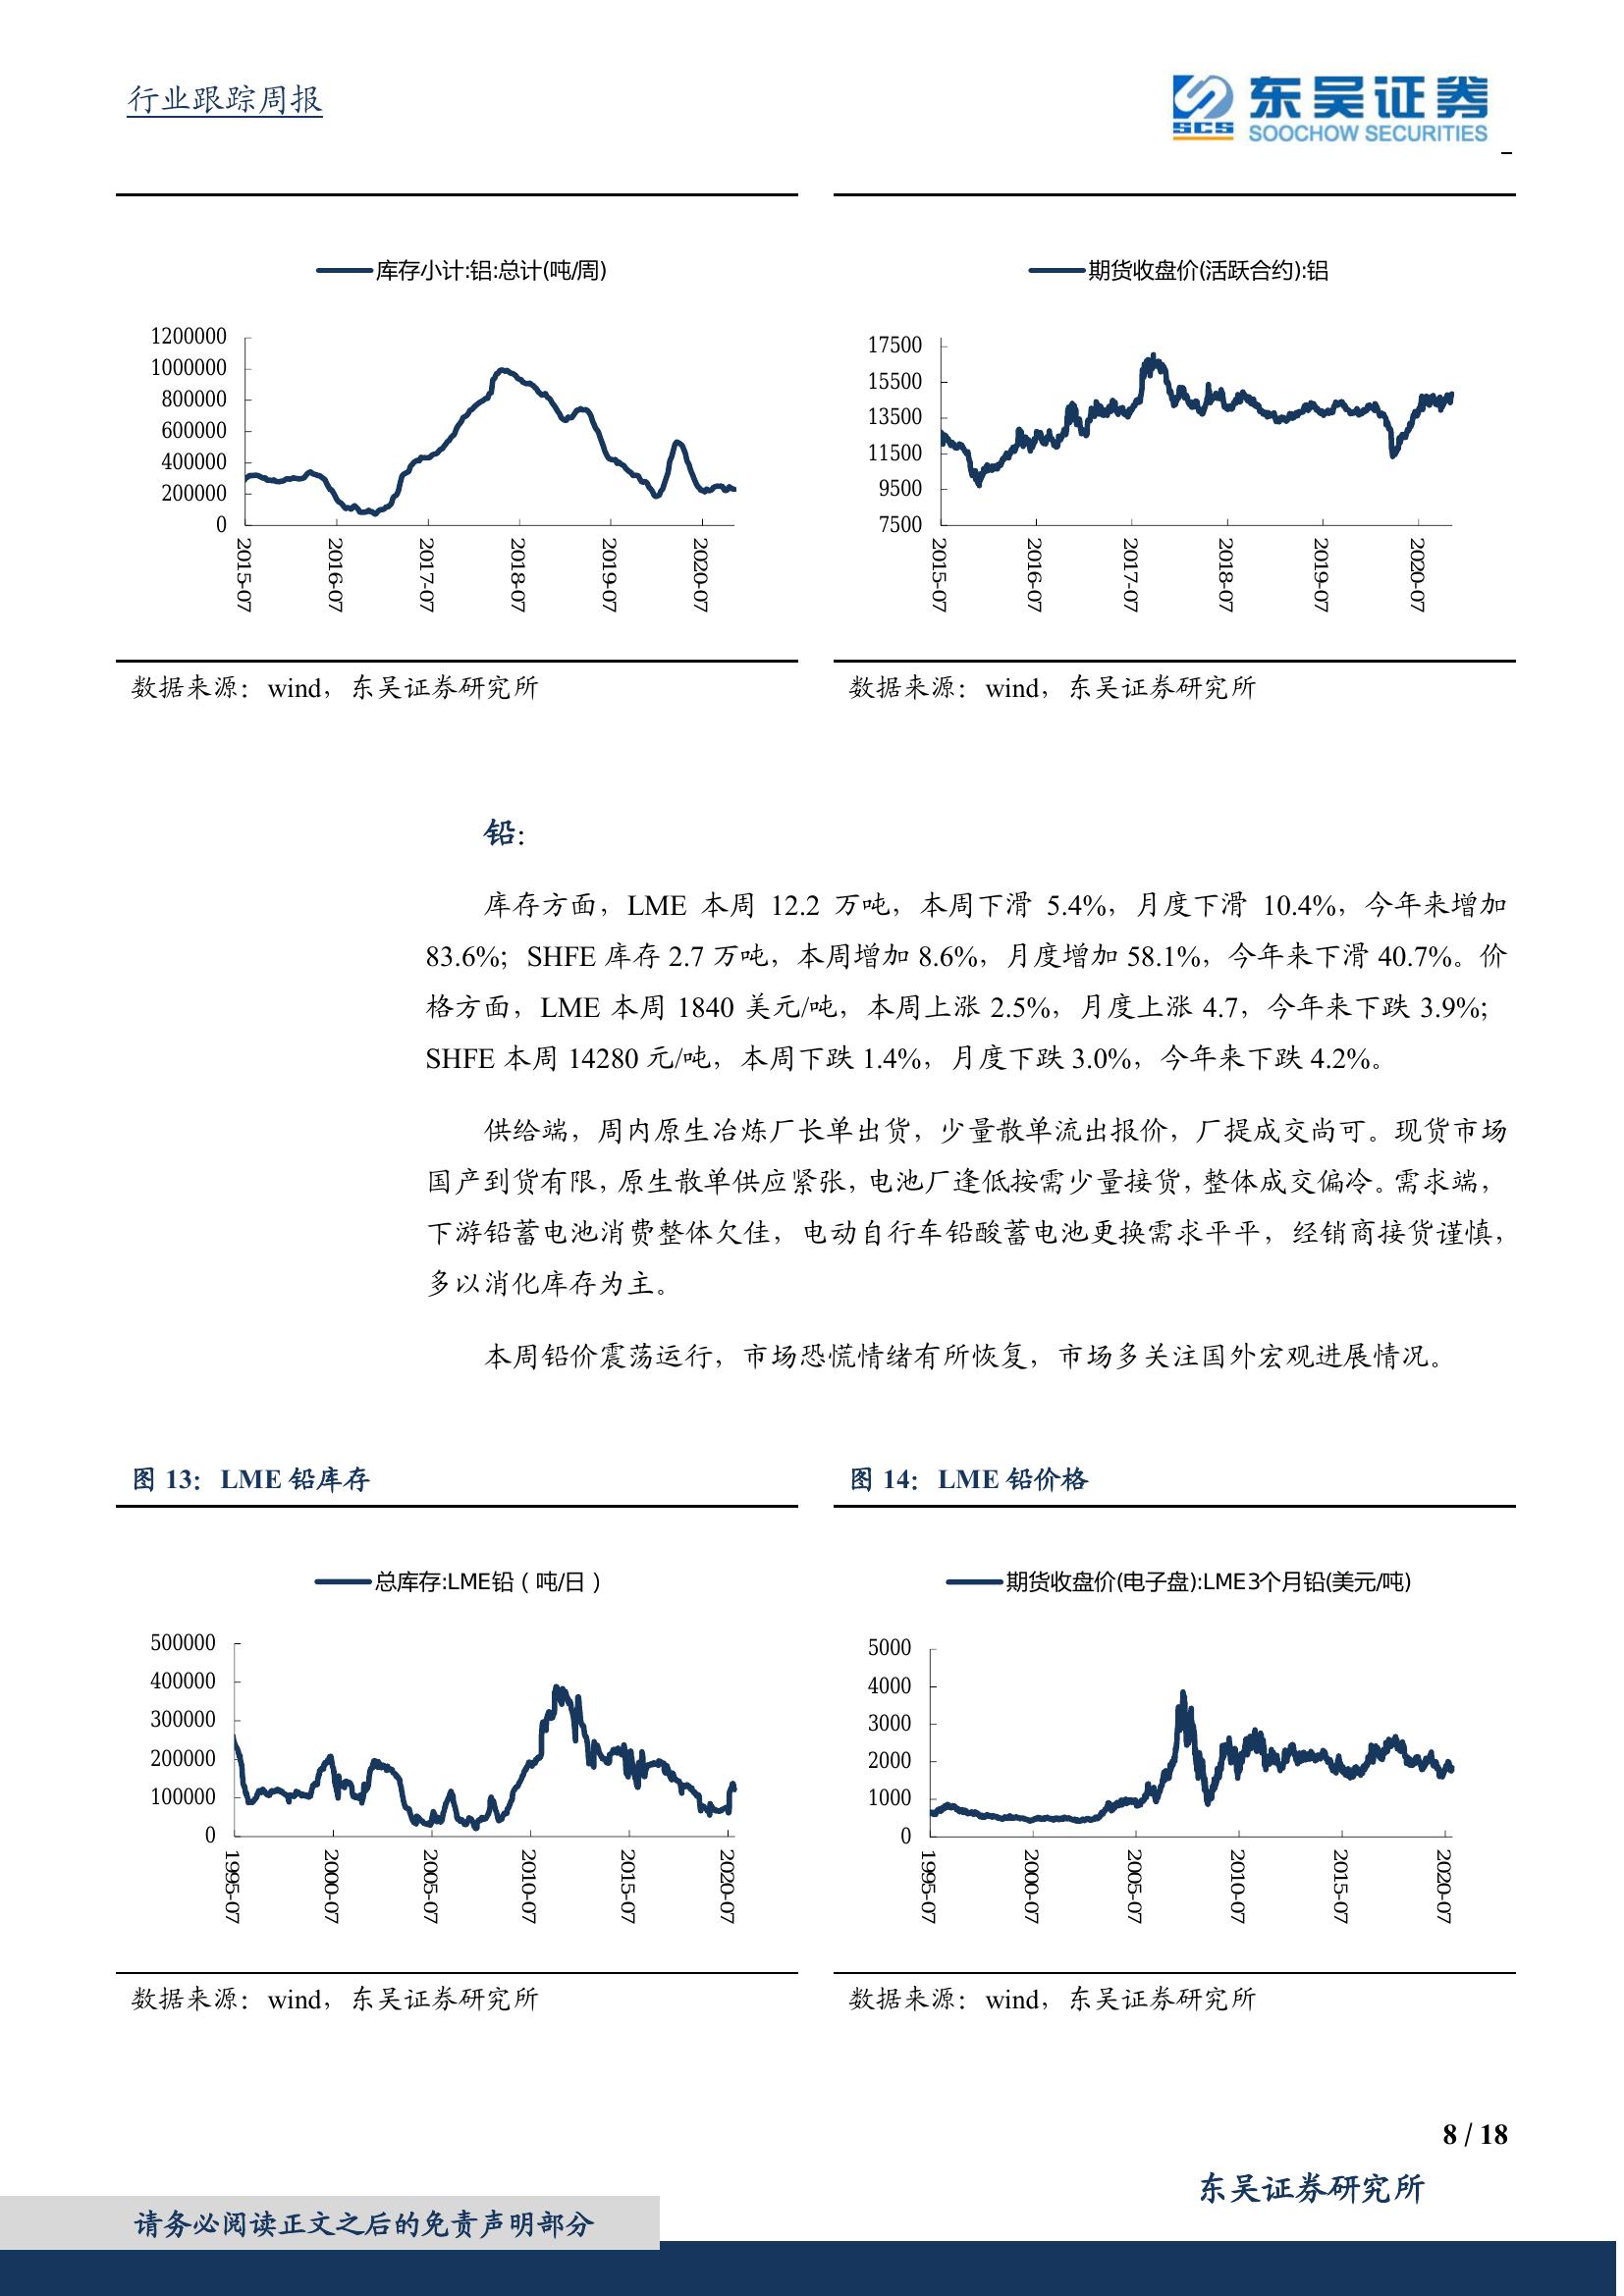 行业跟踪周报
SCS 东吴证券
SOOCHOW SECURITIES
库存小计:铝:总计(吨/周)
1200000
1000000
800000
600000
400000
200000
0
2015-07
2016-07
2017-07
2018-07
2019-07
2020-07
期货收盘价(活跃合约):铝
17500
15500
13500
11500
9500
7500
2015-07
2016-07
2017-07
2018-07
2019-07
2020-07
数据来源：wind，东吴证券研究所
数据来源：wind，东吴证券研究所
铅：
库存方面，LME 本周 12.2 万吨，本周下滑 5.4%，月度下滑 10.4%，今年来增加
83.6%；SHFE 库存 2.7 万吨，本周增加 8.6%，月度增加 58.1%，今年来下滑 40.7%。价
格方面，LME 本周 1840 美元/吨，本周上涨 2.5%，月度上涨 4.7，今年来下跌 3.9%；
SHFE 本周 14280 元/吨，本周下跌 1.4%，月度下跌 3.0%，今年来下跌 4.2%。
供给端，周内原生冶炼厂长单出货，少量散单流出报价，厂提成交尚可。现货市场
国产到货有限，原生散单供应紧张，电池厂逢低按需少量接货，整体成交偏冷。需求端，
下游铅蓄电池消费整体欠佳，电动自行车铅酸蓄电池更换需求平平，经销商接货谨慎，
多以消化库存为主。
本周铅价震荡运行，市场恐慌情绪有所恢复，市场多关注国外宏观进展情况。
图 13：LME 铅库存
图 14：LME 铅价格
总库存:LME铅（吨/日）
500000
400000
300000
200000
100000
0
1995-07
2000-07
2005-07
2010-07
2015-07
2020-07
期货收盘价(电子盘):LME3个月铅(美元/吨)
5000
4000
3000
2000
1000
0
1995-07
2000-07
2005-07
2010-07
2015-07
2020-07
数据来源：wind，东吴证券研究所
数据来源：wind，东吴证券研究所
8 / 18
东吴证券研究所
请务必阅读正文之后的免责声明部分